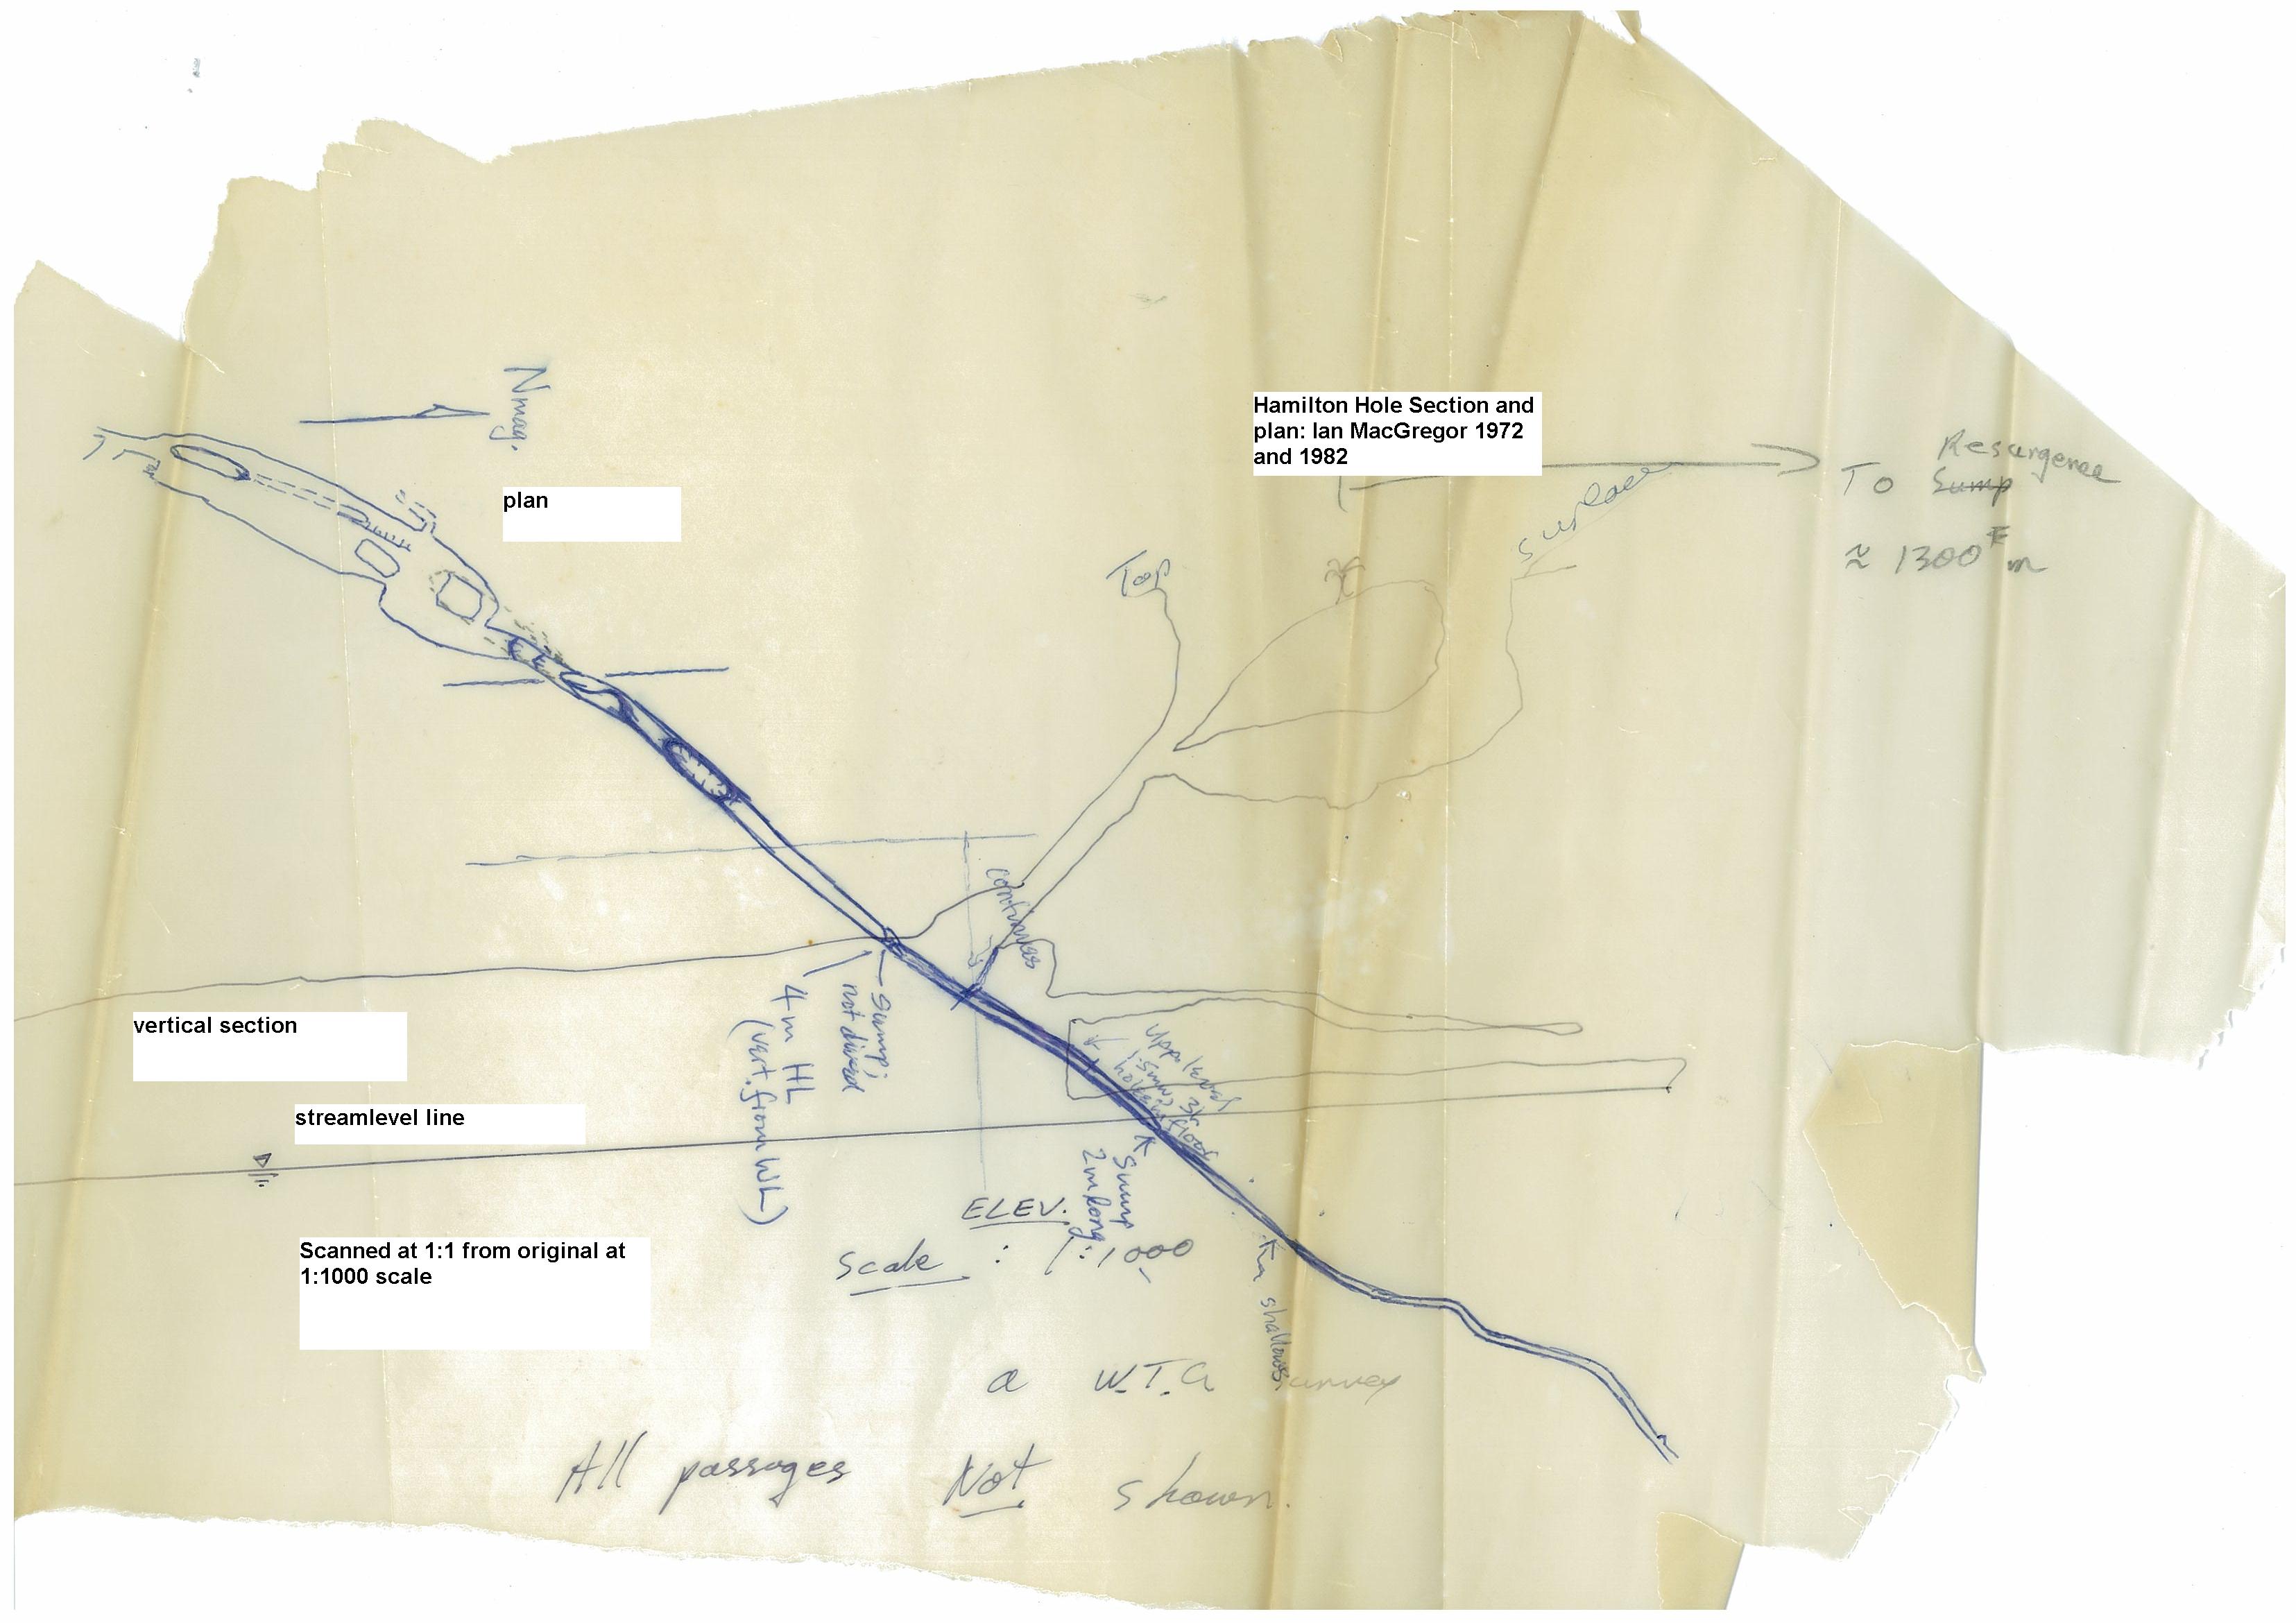 Nmag.
plan
Hamilton Hole Section and
plan: Ian MacGregor 1972
and 1982
Resurgence
To Sump
≈ 1300 m
surface
Top
continues
vertical section
streamlevel line
Sump;
not dived
4m HL
(vert. from WL)
Upper level
holes in floor
Sump
2m long.
ELEV.
Scale : 1:1000
Scanned at 1:1 from original at
1:1000 scale
shallows
a W.T.G survey
All passages Not shown.